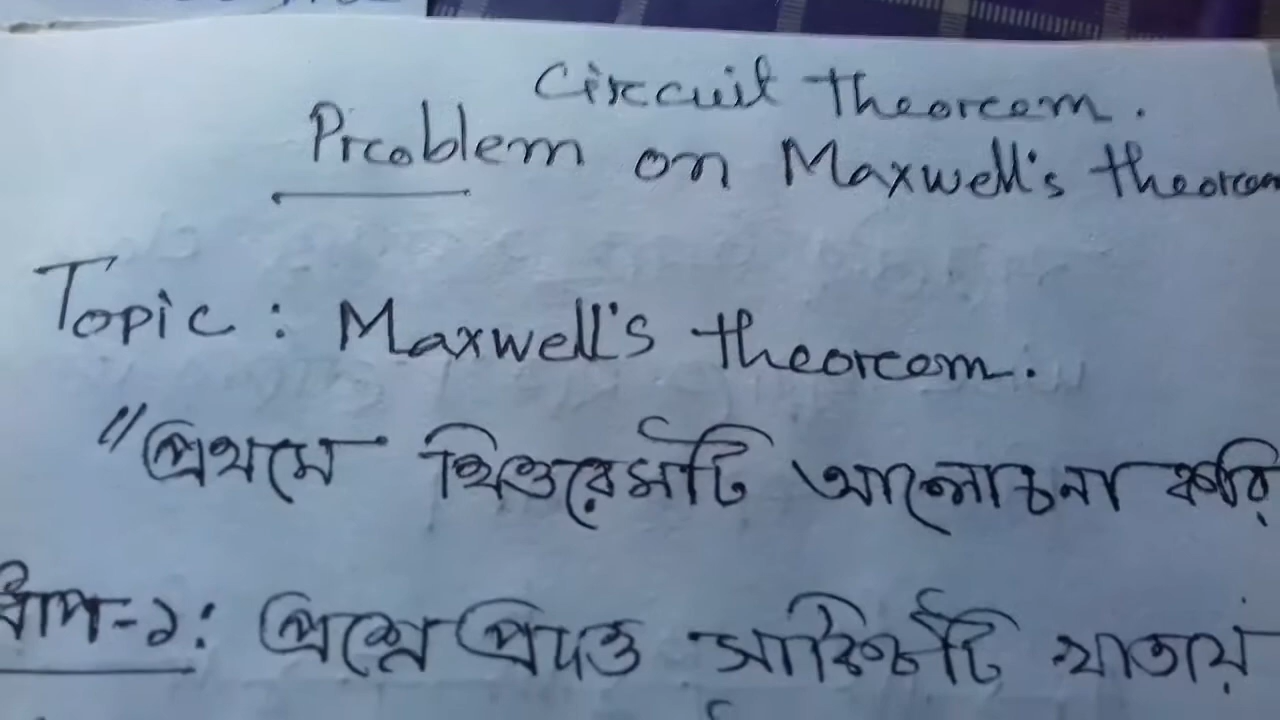 Circuit theorem.
Problem on Maxwell's theorem
Topic : Maxwell's theorem.
"প্রথমে থিওরেমটি আলোচনা করি
ধাপ-১: প্রশ্নে প্রদত্ত সার্কিটটি খাতায়